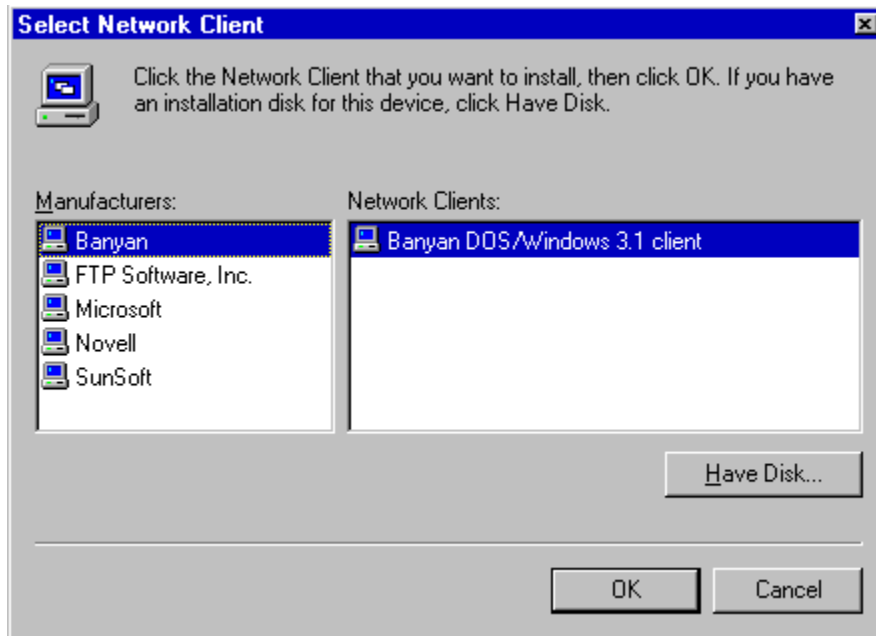 Select Network Client
Click the Network Client that you want to install, then click OK. If you have
an installation disk for this device, click Have Disk.
Manufacturers:
Banyan
FTP Software, Inc.
Microsoft
Novell
SunSoft
Network Clients:
Banyan DOS/Windows 3.1 client
Have Disk...
OK
Cancel